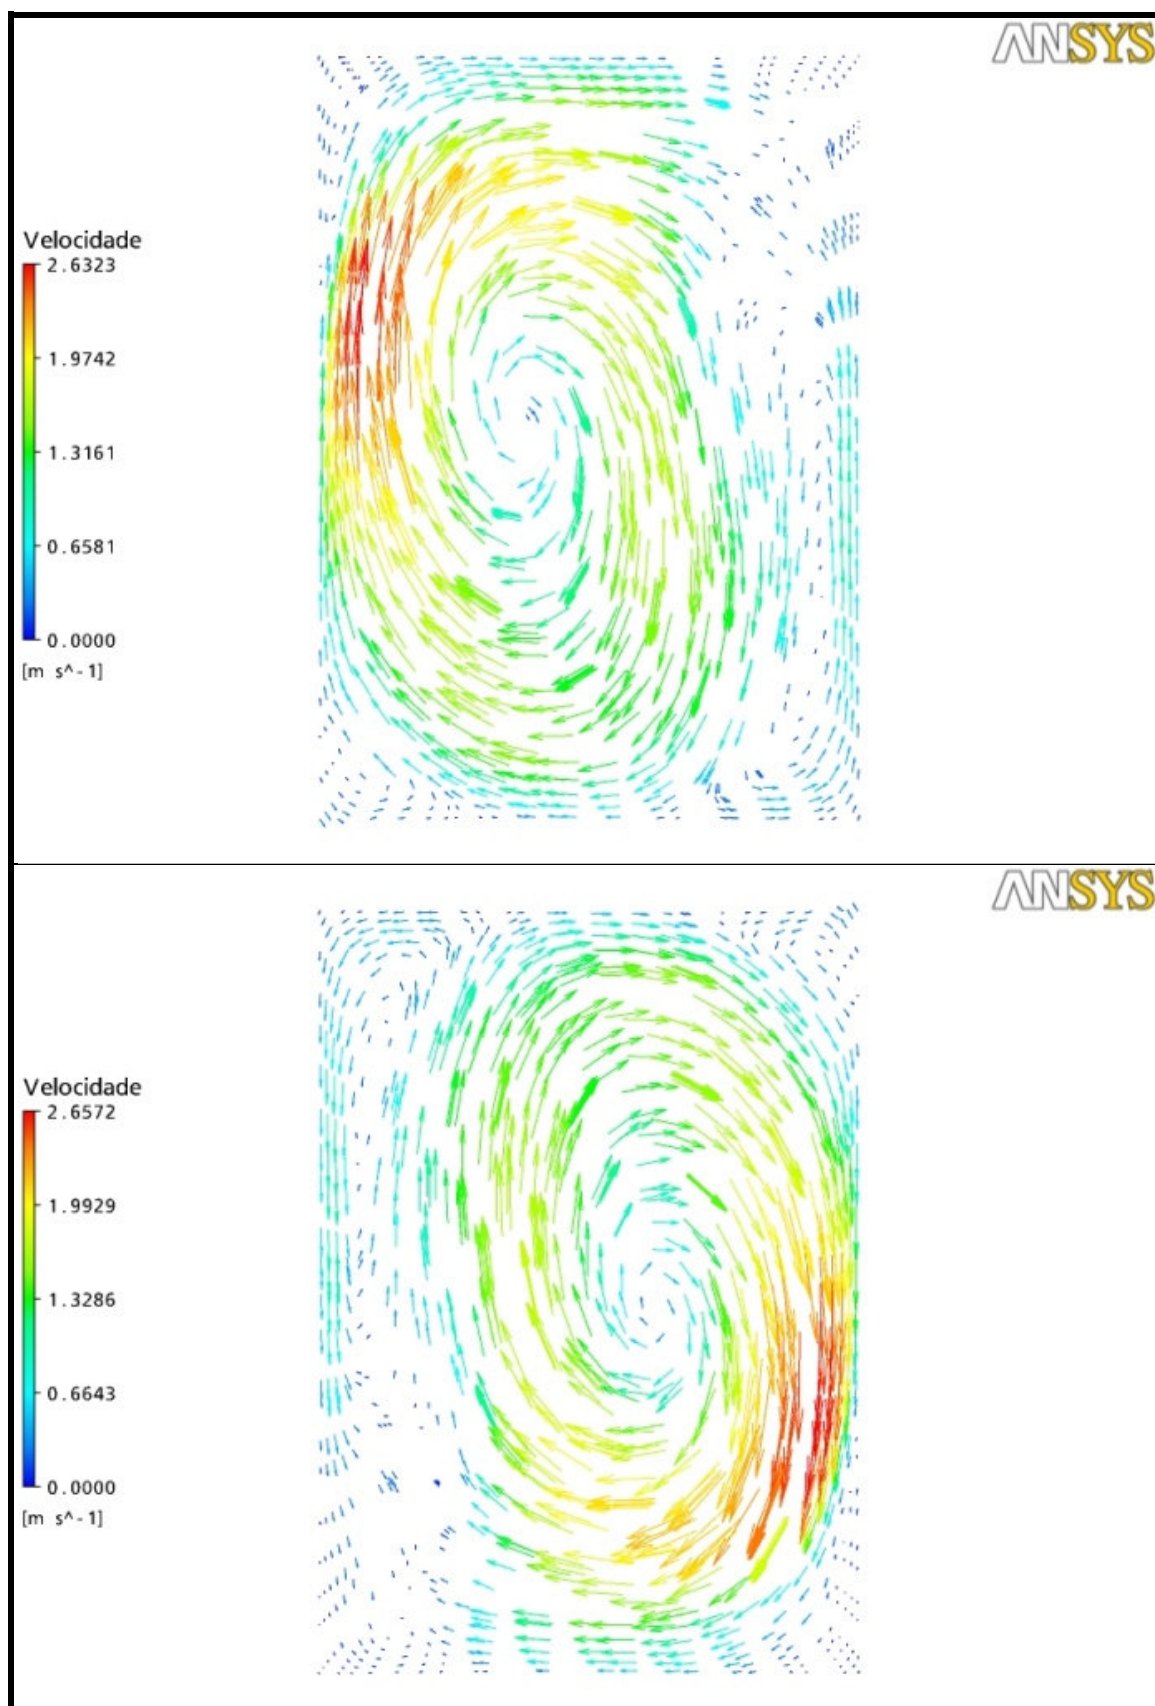 ANSYS
Velocidade
2.6323
1.9742
1.3161
0.6581
0.0000
[m s^-1]
ANSYS
Velocidade
2.6572
1.9929
1.3286
0.6643
0.0000
[m s^-1]